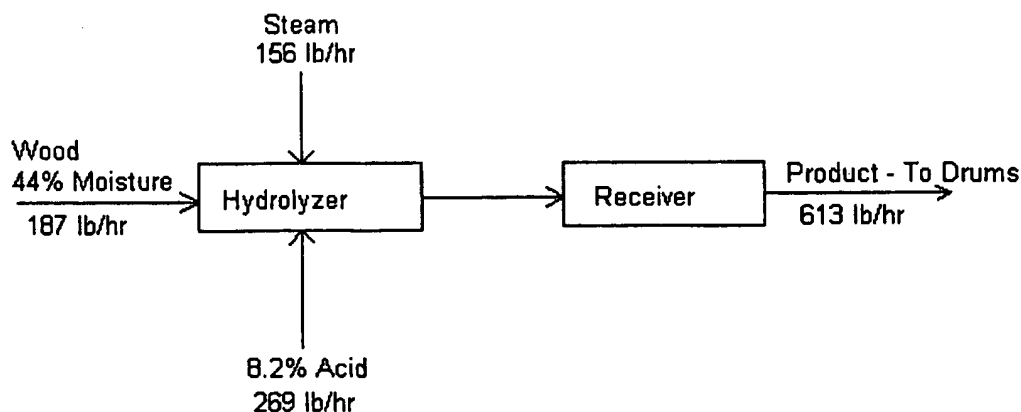 Steam
156 lb/hr
Wood
44% Moisture
187 lb/hr
Hydrolyzer
Receiver
Product - To Drums
613 lb/hr
8.2% Acid
269 lb/hr